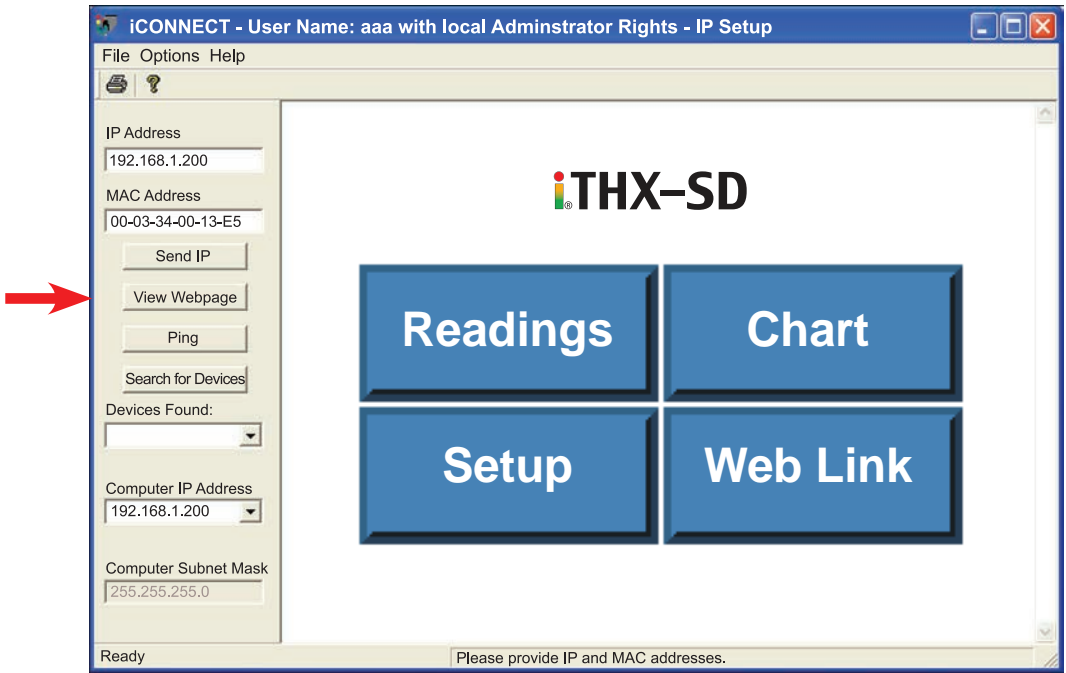 iCONNECT - User Name: aaa with local Adminstrator Rights - IP Setup
File Options Help
IP Address
192.168.1.200
MAC Address
00-03-34-00-13-E5
Send IP
View Webpage
Ping
Search for Devices
Devices Found:
Computer IP Address
192.168.1.200
Computer Subnet Mask
255.255.255.0
i®THX–SD
Readings
Chart
Setup
Web Link
Ready
Please provide IP and MAC addresses.